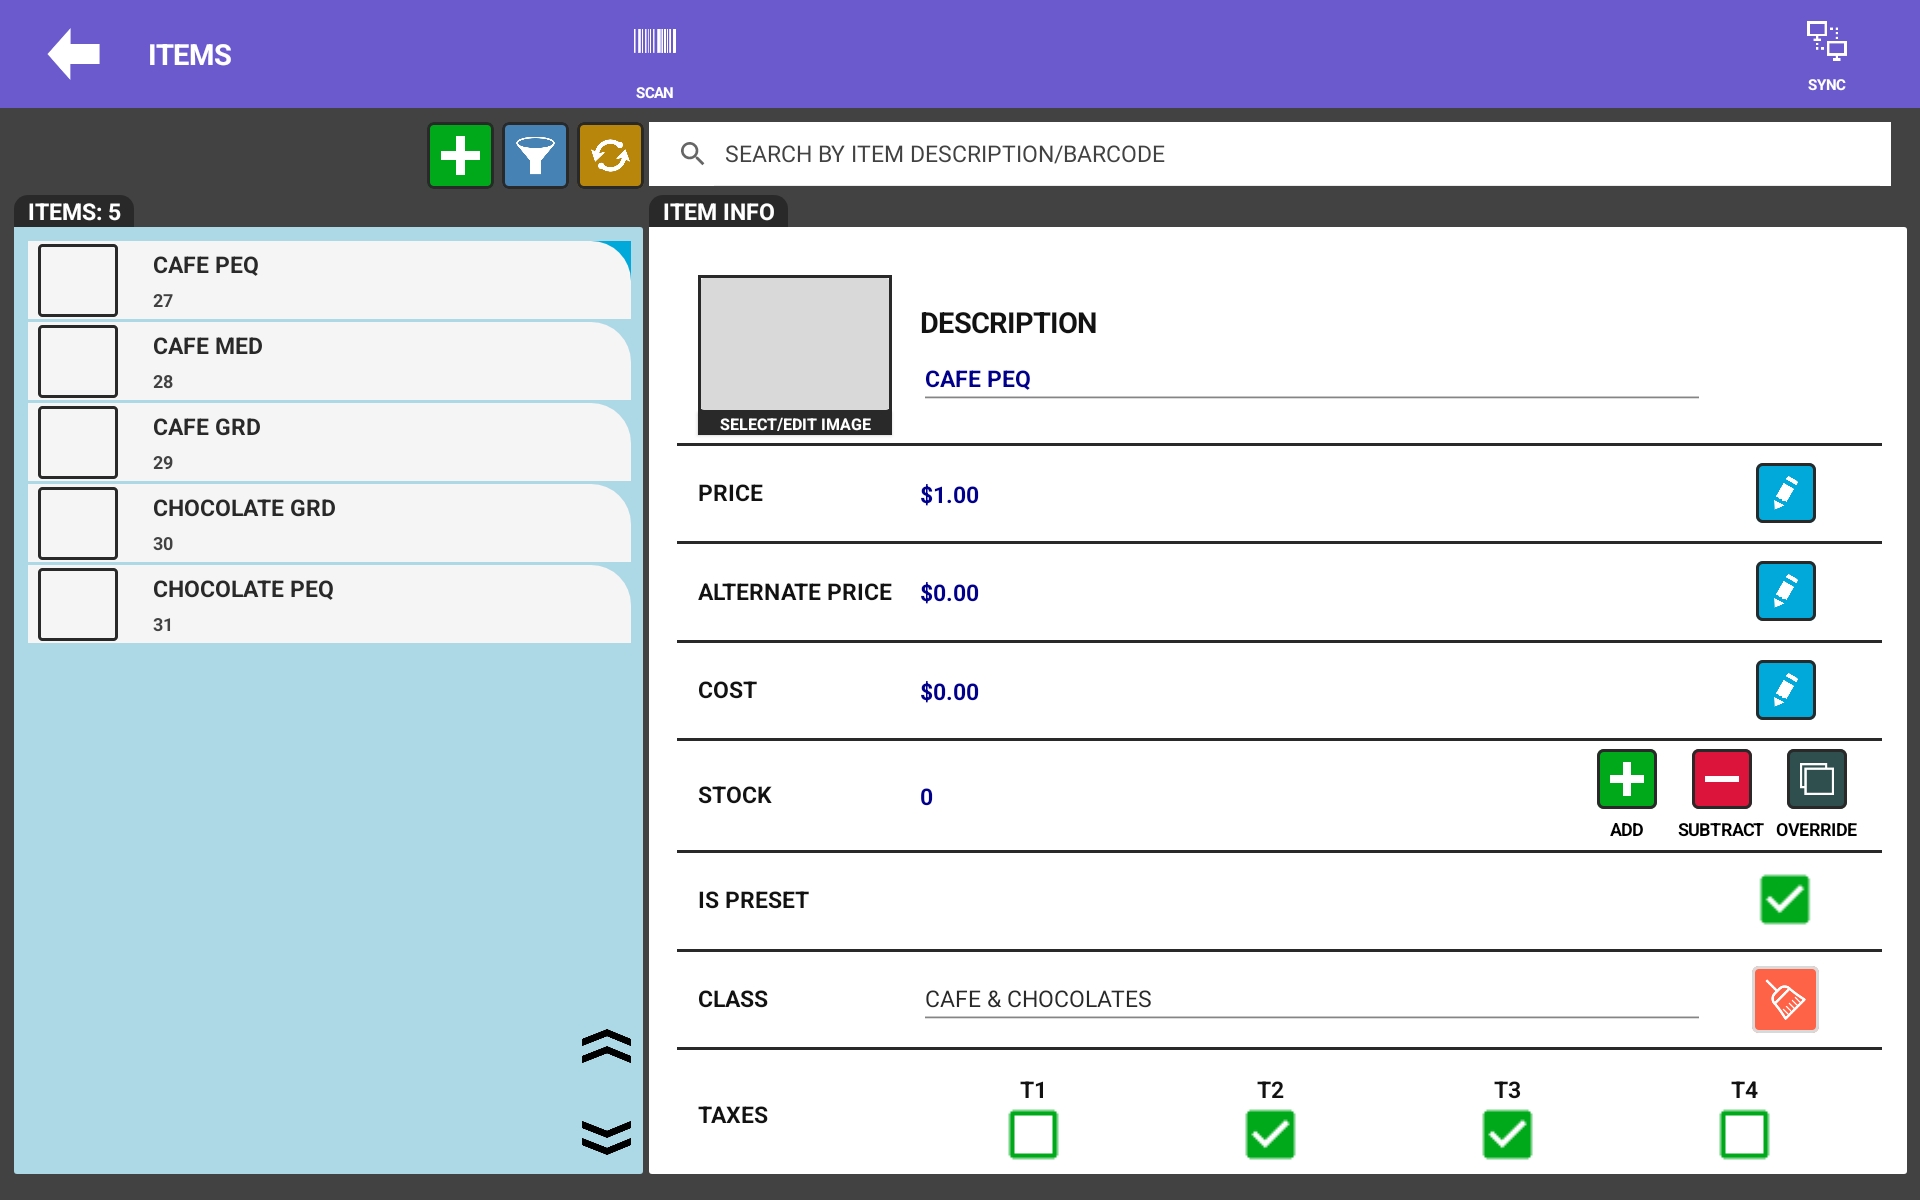 ITEMS
SCAN
SYNC
SEARCH BY ITEM DESCRIPTION/BARCODE
ITEMS: 5
CAFE PEQ
27
CAFE MED
28
CAFE GRD
29
CHOCOLATE GRD
30
CHOCOLATE PEQ
31
ITEM INFO
SELECT/EDIT IMAGE
DESCRIPTION
CAFE PEQ
PRICE $1.00
ALTERNATE PRICE $0.00
COST $0.00
STOCK 0
ADD SUBTRACT OVERRIDE
IS PRESET
CLASS CAFE & CHOCOLATES
TAXES T1 T2 T3 T4